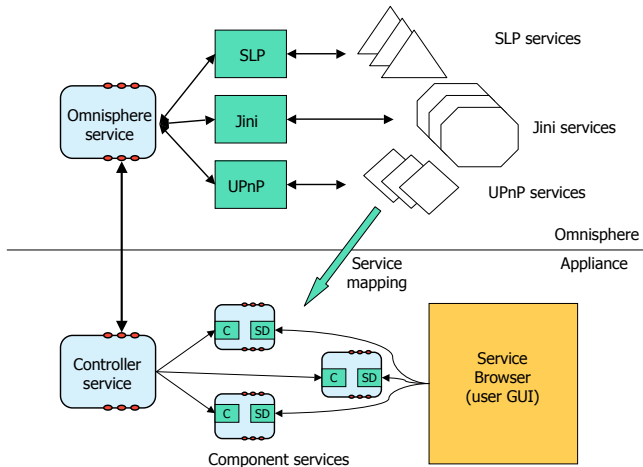 SLP
SLP services
Omnisphere
service
Jini
Jini services
UPnP
UPnP services
Omnisphere
Service
mapping
Appliance
C
SD
Controller
service
C
SD
Service
Browser
(user GUI)
C
SD
Component services